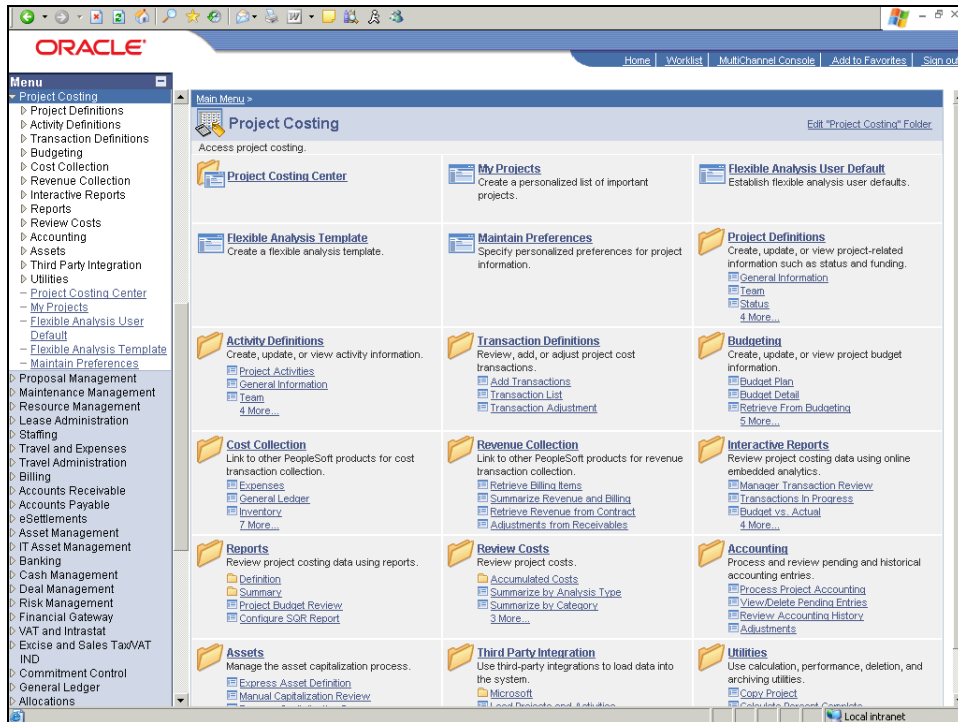 ORACLE'
Home | Worklist | MultiChannel Console | Add to Favorites | Sign out
Menu
Project Costing
Project Definitions
Activity Definitions
Transaction Definitions
Budgeting
Cost Collection
Revenue Collection
Interactive Reports
Reports
Review Costs
Accounting
Assets
Third Party Integration
Utilities
Project Costing Center
My Projects
Flexible Analysis User
Default
Flexible Analysis Template
Maintain Preferences
Proposal Management
Maintenance Management
Resource Management
Lease Administration
Staffing
Travel and Expenses
Travel Administration
Billing
Accounts Receivable
Accounts Payable
eSettlements
Asset Management
IT Asset Management
Banking
Cash Management
Deal Management
Risk Management
Financial Gateway
VAT and Intrastat
Excise and Sales Tax/VAT
IND
Commitment Control
General Ledger
Allocations
Main Menu >
Project Costing
Edit "Project Costing" Folder
Access project costing.
Project Costing Center
My Projects
Create a personalized list of important
projects.
Flexible Analysis User Default
Establish flexible analysis user defaults.
Flexible Analysis Template
Create a flexible analysis template.
Maintain Preferences
Specify personalized preferences for project
information.
Project Definitions
Create, update, or view project-related
information such as status and funding.
General Information
Team
Status
4 More...
Activity Definitions
Create, update, or view activity information.
Project Activities
General Information
Team
4 More...
Transaction Definitions
Review, add, or adjust project cost
transactions.
Add Transactions
Transaction List
Transaction Adjustment
Budgeting
Create, update, or view project budget
information.
Budget Plan
Budget Detail
Retrieve From Budgeting
5 More...
Cost Collection
Link to other PeopleSoft products for cost
transaction collection.
Expenses
General Ledger
Inventory
7 More...
Revenue Collection
Link to other PeopleSoft products for revenue
transaction collection.
Retrieve Billing Items
Summarize Revenue and Billing
Retrieve Revenue from Contract
Adjustments from Receivables
Interactive Reports
Review project costing data using online
embedded analytics.
Manager Transaction Review
Transactions In Progress
Budget vs. Actual
4 More...
Reports
Review project costing data using reports.
Definition
Summary
Project Budget Review
Configure SGR Report
Review Costs
Review project costs.
Accumulated Costs
Summarize by Analysis Type
Summarize by Category
3 More...
Accounting
Process and review pending and historical
accounting entries.
Process Project Accounting
View/Delete Pending Entries
Review Accounting History
Adjustments
Assets
Manage the asset capitalization process.
Express Asset Definition
Manual Capitalization Review
Third Party Integration
Use third-party integrations to load data into
the system.
Microsoft
Load Projects and Activities
Utilities
Use calculation, performance, deletion, and
archiving utilities.
Copy Project
Calculate Percent Complete
Local intranet